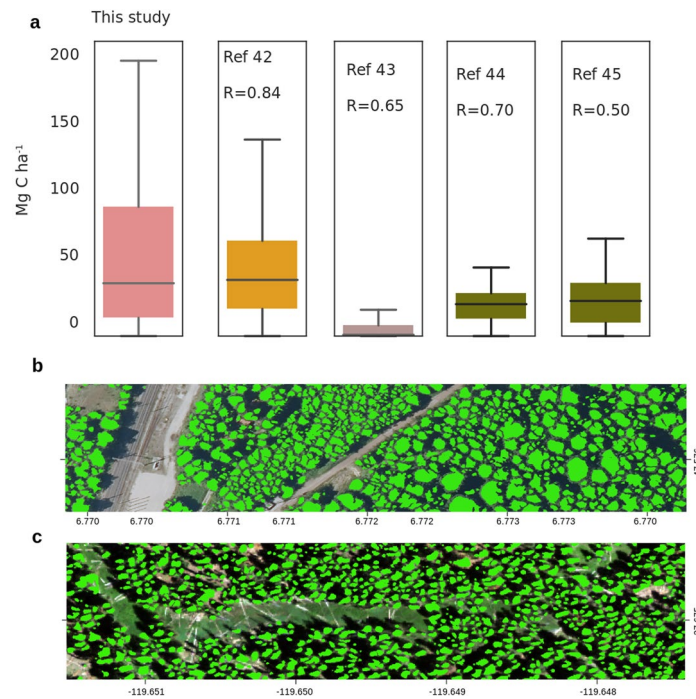 a
This study
200
150
100
50
0
Mg C ha⁻¹
Ref 42
R=0.84
Ref 43
R=0.65
Ref 44
R=0.70
Ref 45
R=0.50
b
6.770 6.770 6.771 6.771 6.772 6.772 6.773 6.773 6.770
c
-119.651 -119.650 -119.649 -119.648